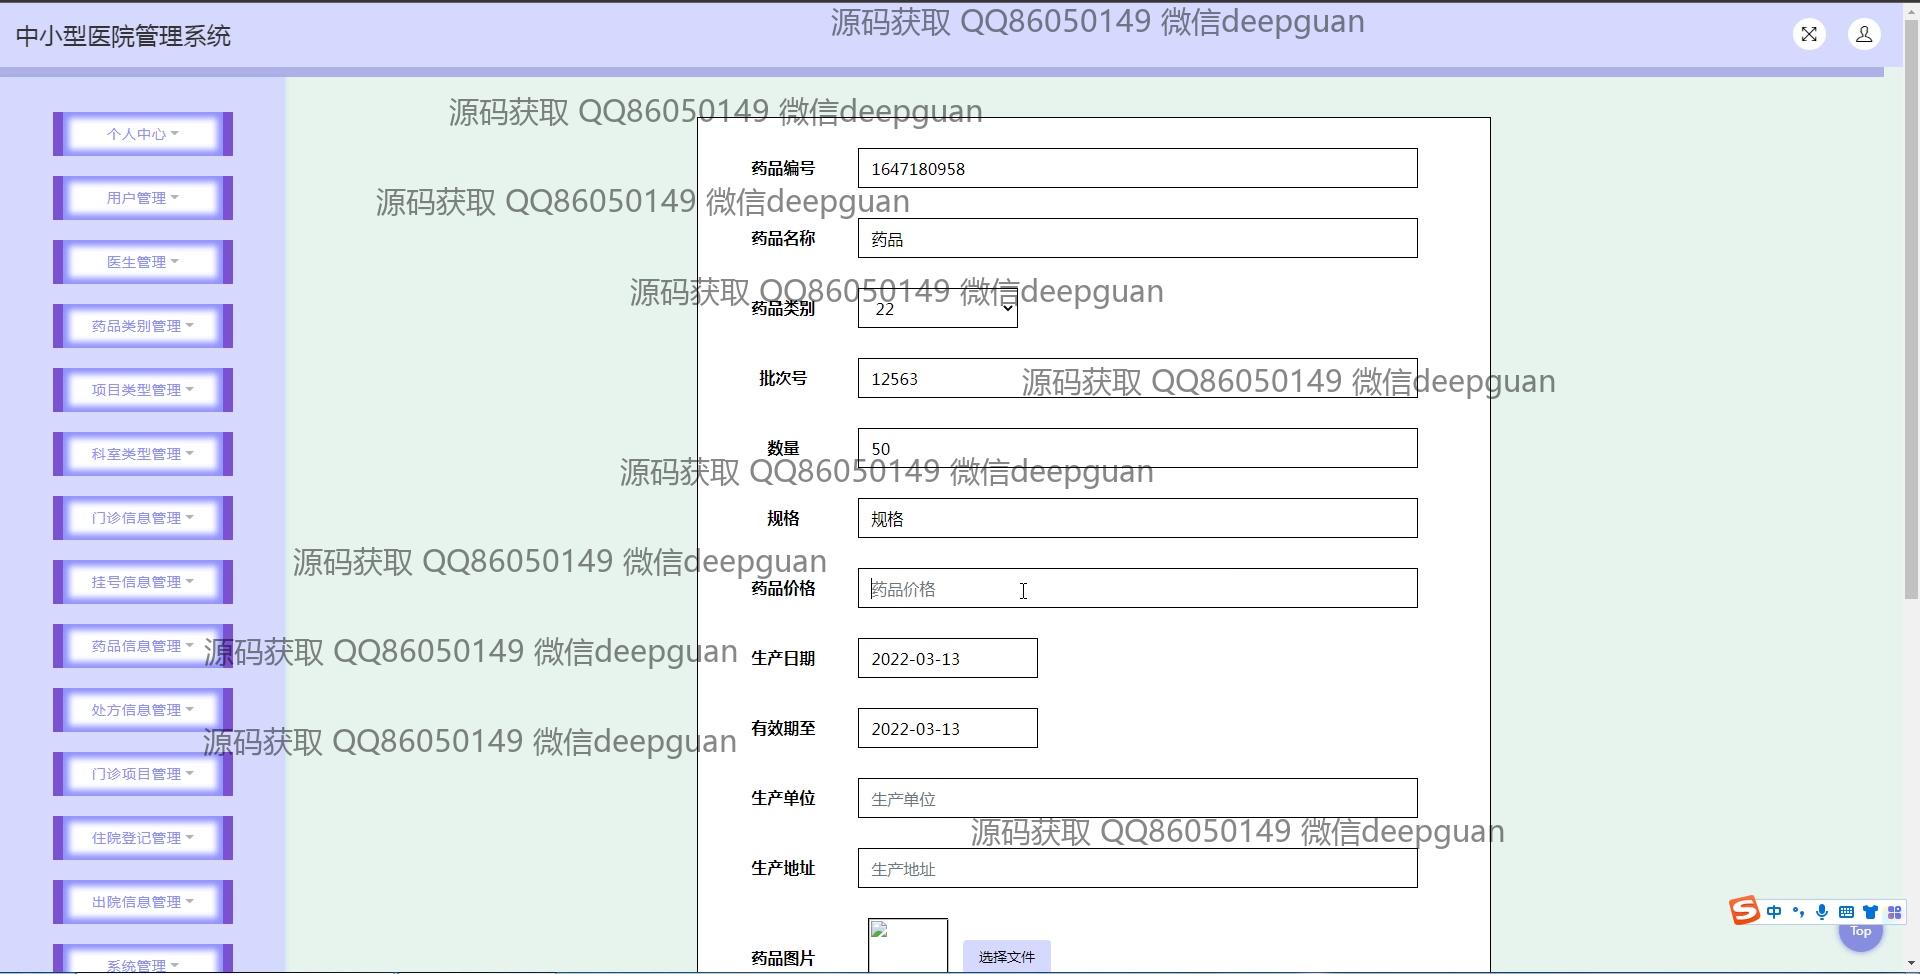 中小型医院管理系统
源码获取 QQ86050149 微信deepguan
源码获取 QQ86050149 微信deepguan
个人中心
药品编号 1647180958
用户管理
源码获取 QQ86050149 微信deepguan
药品名称 药品
医生管理
源码获取 QQ86050149 微信deepguan
药品类别 22
药品类别管理
批次号 12563
源码获取 QQ86050149 微信deepguan
项目类型管理
数量 50
科室类型管理
源码获取 QQ86050149 微信deepguan
规格 规格
门诊信息管理
源码获取 QQ86050149 微信deepguan
药品价格 药品价格
挂号信息管理
药品信息管理
源码获取 QQ86050149 微信deepguan
生产日期 2022-03-13
处方信息管理
有效期至 2022-03-13
源码获取 QQ86050149 微信deepguan
门诊项目管理
生产单位 生产单位
住院登记管理
源码获取 QQ86050149 微信deepguan
生产地址 生产地址
出院信息管理
中
Top
药品图片 选择文件
系统管理